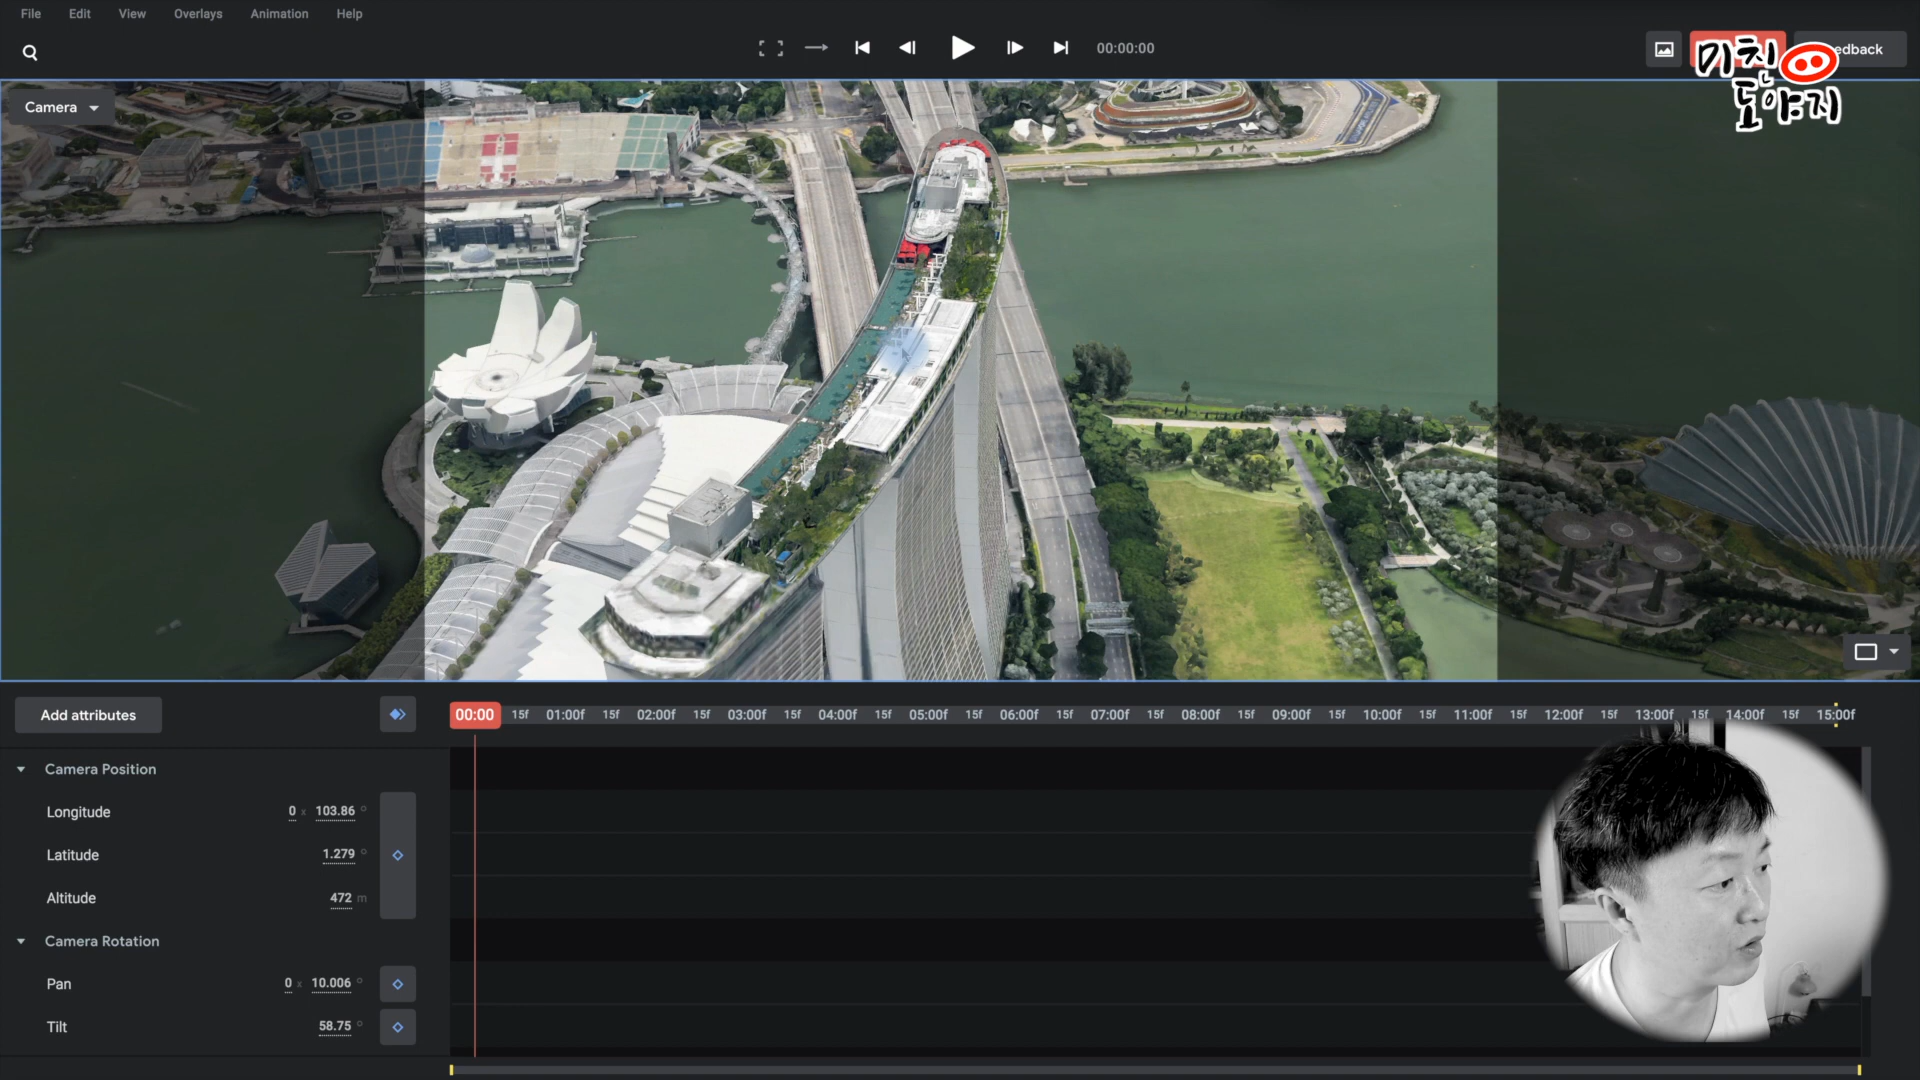 File Edit View Overlays Animation Help
00:00:00
edback
미친
도야지
Camera
Add attributes
00:00 15f 01:00f 15f 02:00f 15f 03:00f 15f 04:00f 15f 05:00f 15f 06:00f 15f 07:00f 15f 08:00f 15f 09:00f 15f 10:00f 15f 11:00f 15f 12:00f 15f 13:00f 15f 14:00f 15f 15:00f
Camera Position
Longitude 0 x 103.86 °
Latitude 1.279 °
Altitude 472 m
Camera Rotation
Pan 0 x 10.006 °
Tilt 58.75 °